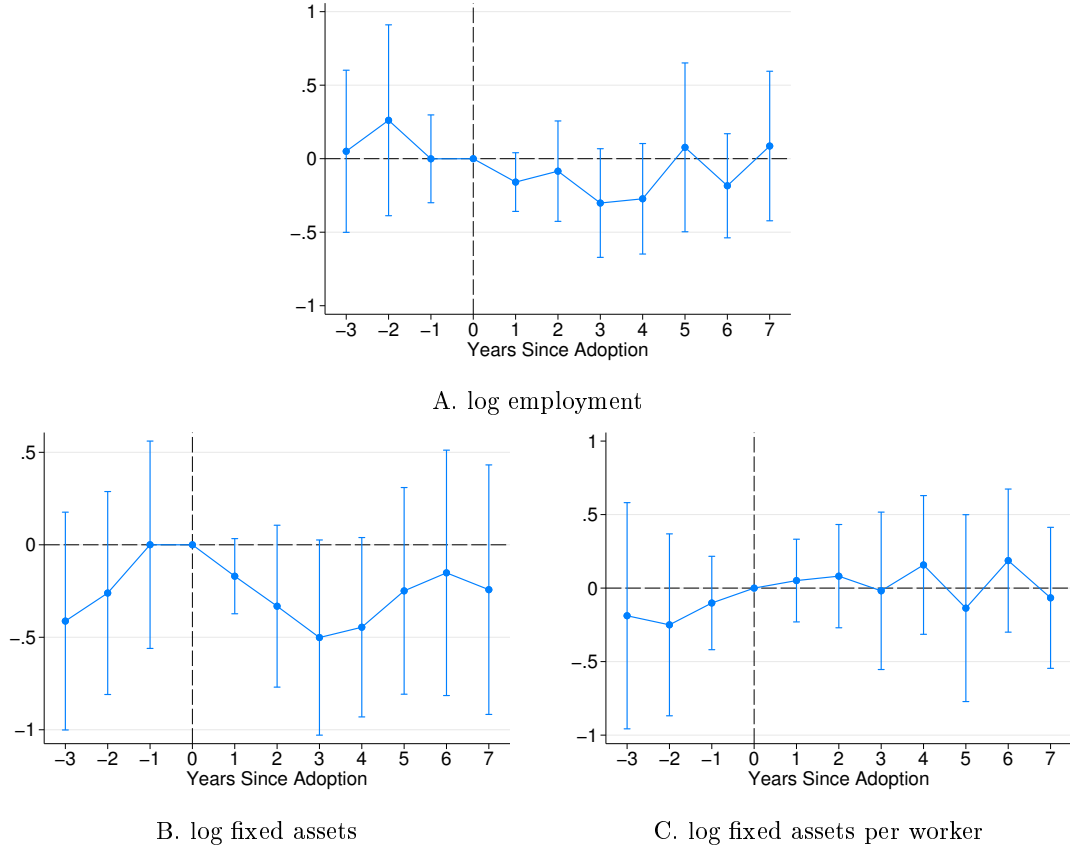 1
.5
0
−.5
−1
−3 −2 −1 0 1 2 3 4 5 6 7
Years Since Adoption
A. log employment
.5
0
−.5
−1
−3 −2 −1 0 1 2 3 4 5 6 7
Years Since Adoption
B. log fixed assets
1
.5
0
−.5
−1
−3 −2 −1 0 1 2 3 4 5 6 7
Years Since Adoption
C. log fixed assets per worker